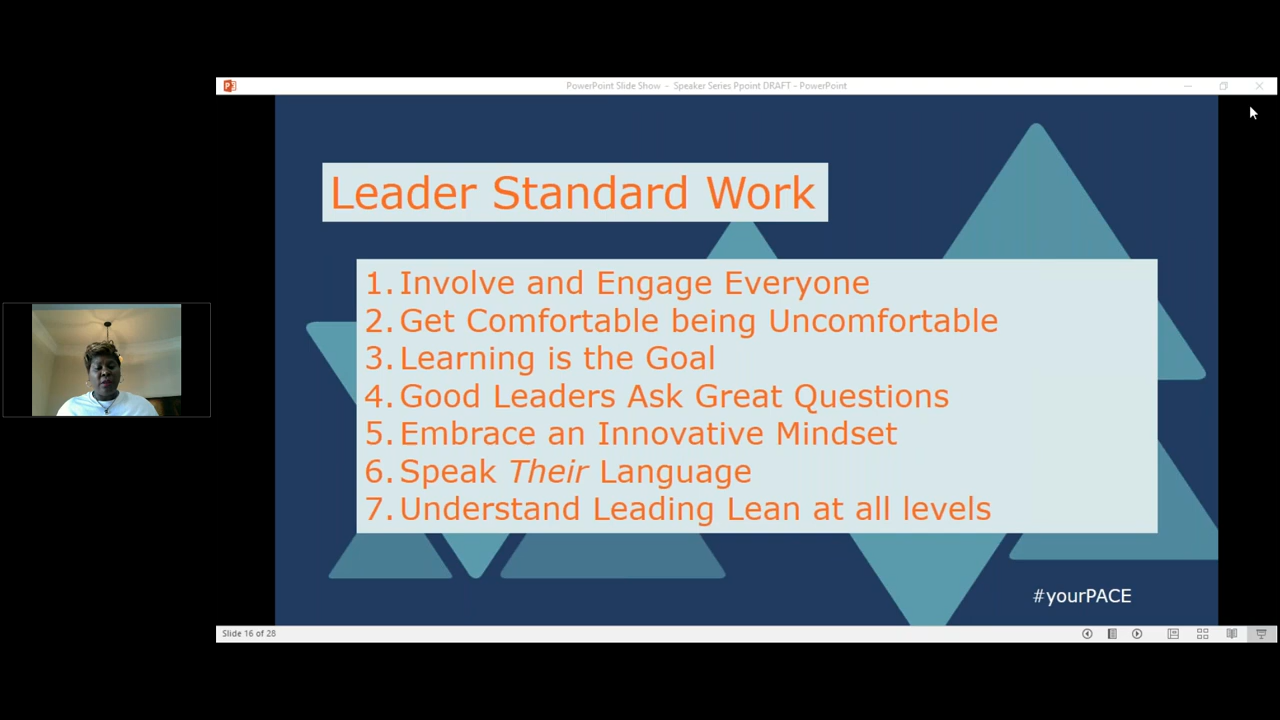 PowerPoint Slide Show - Speaker Series Ppoint DRAFT - PowerPoint
Leader Standard Work
1. Involve and Engage Everyone
2. Get Comfortable being Uncomfortable
3. Learning is the Goal
4. Good Leaders Ask Great Questions
5. Embrace an Innovative Mindset
6. Speak Their Language
7. Understand Leading Lean at all levels
#yourPACE
Slide 16 of 28